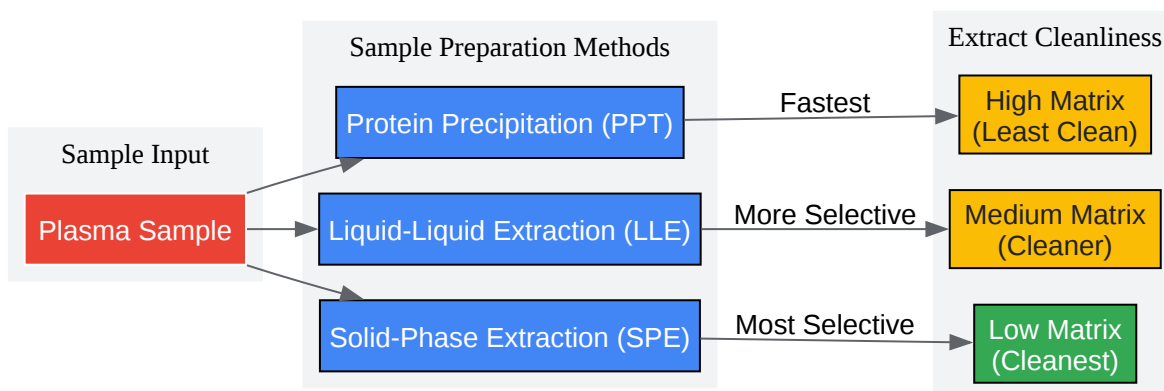 Sample Input
Plasma Sample
Sample Preparation Methods
Protein Precipitation (PPT)
Liquid-Liquid Extraction (LLE)
Solid-Phase Extraction (SPE)
Fastest
More Selective
Most Selective
Extract Cleanliness
High Matrix
(Least Clean)
Medium Matrix
(Cleaner)
Low Matrix
(Cleanest)